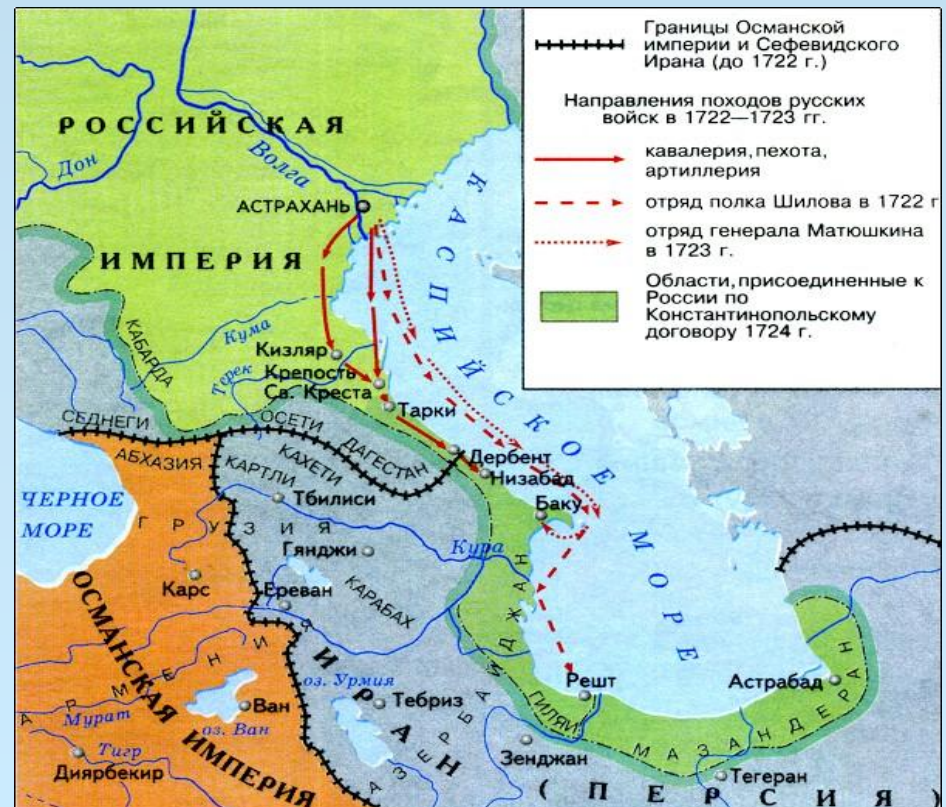 Границы Османской
империи и Сефевидского
Ирана (до 1722 г.)
Направления походов русских
войск в 1722—1723 гг.
кавалерия, пехота,
артиллерия
отряд полка Шилова в 1722 г
отряд генерала Матюшкина
в 1723 г.
Области, присоединенные к
России по
Константинопольскому
договору 1724 г.
РОССИЙСКАЯ
ИМПЕРИЯ
Дон
Волга
АСТРАХАНЬ
КАСПИЙСКОЕ МОРЕ
КАБАРДА
Кума
Терек
Кизляр
Крепость
Св. Креста
Тарки
СЕДНЕГИ
ОСЕТИ
ДАГЕСТАН
Дербент
Низабад
АБХАЗИЯ
КАХЕТИ
КАРТЛИ
Тбилиси
Баку
ЧЕРНОЕ
МОРЕ
ГРУЗИЯ
Гянджи
Кура
Карс
Ереван
КАРАБАХ
ОСМАНСКАЯ
ИМПЕРИЯ
АРМЕНИЯ
ИРАН
АЗЕРБАЙДЖАН
оз. Урмия
Тебриз
Ван
оз. Ван
Мурат
Тигр
Диярбекир
Решт
ГИЛЯМ
Астрабад
МАЗАНДЕРАН
Зенджан
Тегеран
(ПЕРСИЯ)